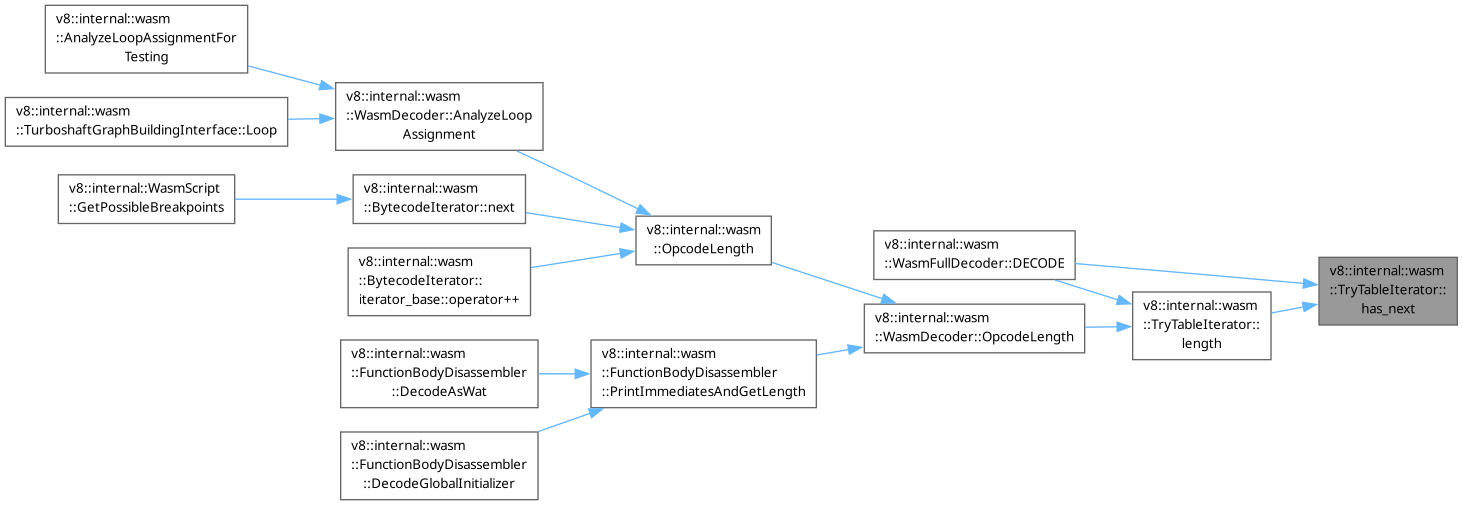 v8::internal::wasm
::AnalyzeLoopAssignmentFor
Testing
v8::internal::wasm
::TurboshaftGraphBuildingInterface::Loop
v8::internal::wasm
::WasmDecoder::AnalyzeLoop
Assignment
v8::internal::WasmScript
::GetPossibleBreakpoints
v8::internal::wasm
::BytecodeIterator::next
v8::internal::wasm
::BytecodeIterator::
iterator_base::operator++
v8::internal::wasm
::OpcodeLength
v8::internal::wasm
::FunctionBodyDisassembler
::DecodeAsWat
v8::internal::wasm
::FunctionBodyDisassembler
::DecodeGlobalInitializer
v8::internal::wasm
::FunctionBodyDisassembler
::PrintImmediatesAndGetLength
v8::internal::wasm
::WasmFullDecoder::DECODE
v8::internal::wasm
::WasmDecoder::OpcodeLength
v8::internal::wasm
::TryTableIterator::
length
v8::internal::wasm
::TryTableIterator::
has_next